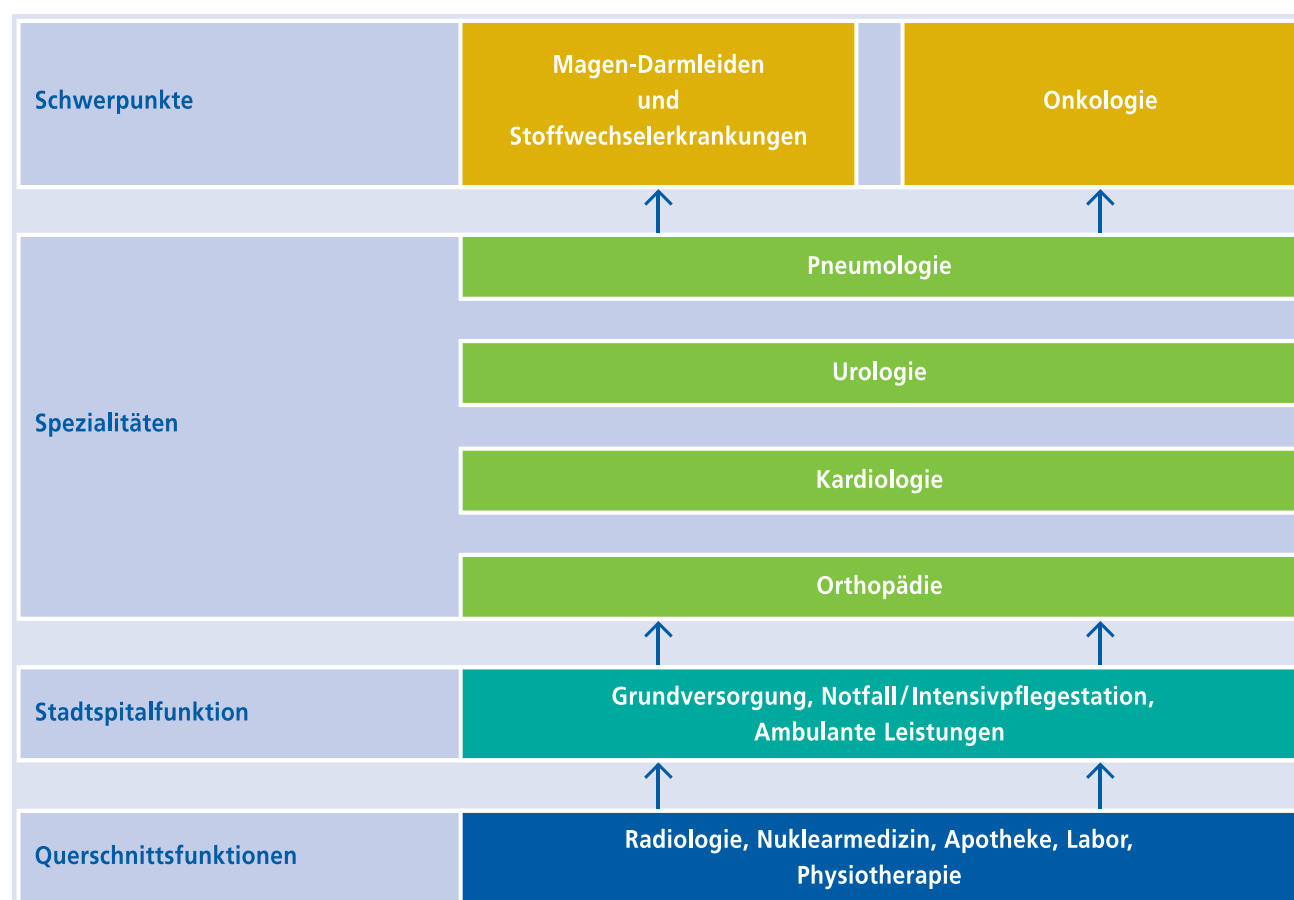 Schwerpunkte
Magen-Darmleiden
und
Stoffwechselerkrankungen
Onkologie
Spezialitäten
Pneumologie
Urologie
Kardiologie
Orthopädie
Stadtspitalfunktion
Grundversorgung, Notfall/Intensivpflegestation,
Ambulante Leistungen
Querschnittsfunktionen
Radiologie, Nuklearmedizin, Apotheke, Labor,
Physiotherapie